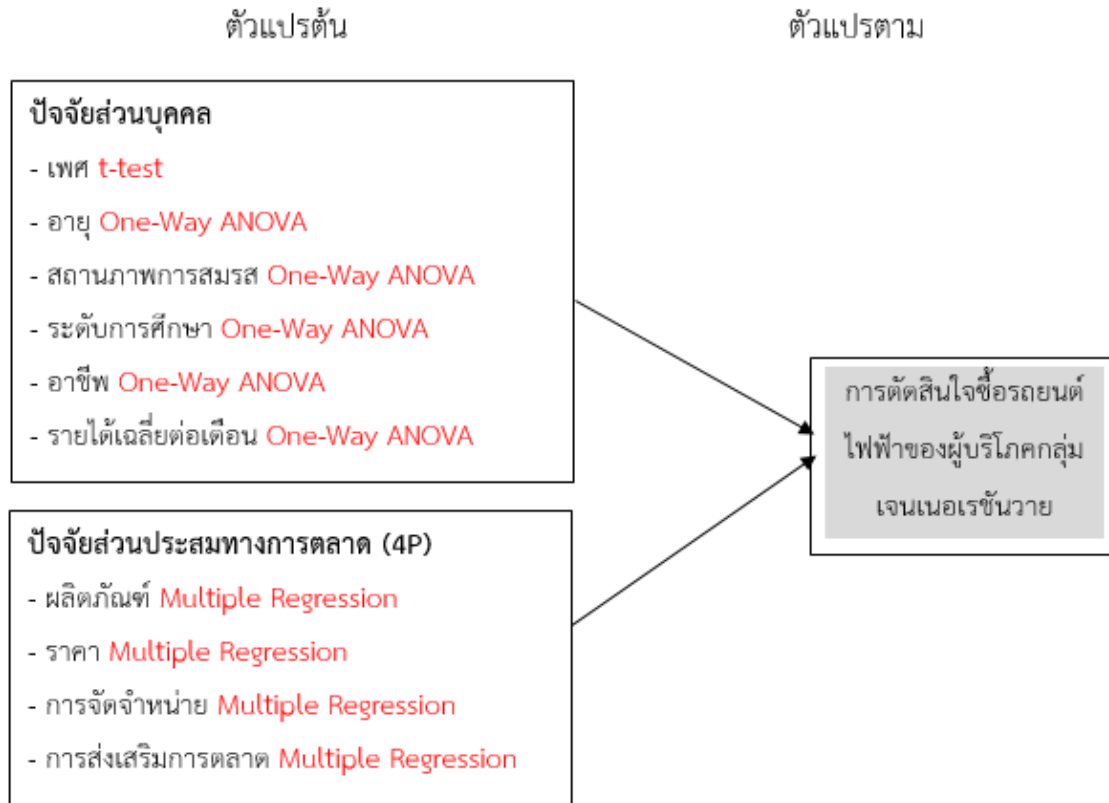 ตัวแปรต้น
ตัวแปรตาม
ปัจจัยส่วนบุคคล
- เพศ t-test
- อายุ One-Way ANOVA
- สถานภาพการสมรส One-Way ANOVA
- ระดับการศึกษา One-Way ANOVA
- อาชีพ One-Way ANOVA
- รายได้เฉลี่ยต่อเดือน One-Way ANOVA
ปัจจัยส่วนประสมทางการตลาด (4P)
- ผลิตภัณฑ์ Multiple Regression
- ราคา Multiple Regression
- การจัดจำหน่าย Multiple Regression
- การส่งเสริมการตลาด Multiple Regression
การตัดสินใจซื้อรถยนต์
ไฟฟ้าของผู้บริโภคกลุ่ม
เจนเนอเรชันวาย